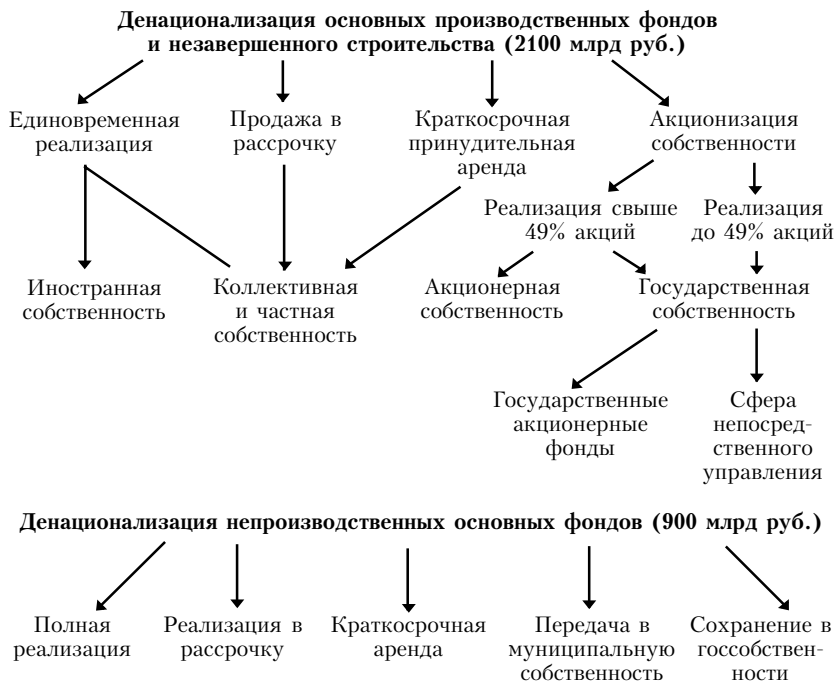 Денационализация основных производственных фондов
и незавершенного строительства (2100 млрд руб.)
Единовременная
реализация
Продажа в
рассрочку
Краткосрочная
принудительная
аренда
Акционизация
собственности
Реализация свыше
49% акций
Реализация
до 49% акций
Иностранная
собственность
Коллективная
и частная
собственность
Акционерная
собственность
Государственная
собственность
Государственные
акционерные
фонды
Сфера
непосред-
ственного
управления
Денационализация непроизводственных основных фондов (900 млрд руб.)
Полная
реализация
Реализация в
рассрочку
Краткосрочная
аренда
Передача в
муниципальную
собственность
Сохранение в
госсобствен-
ности